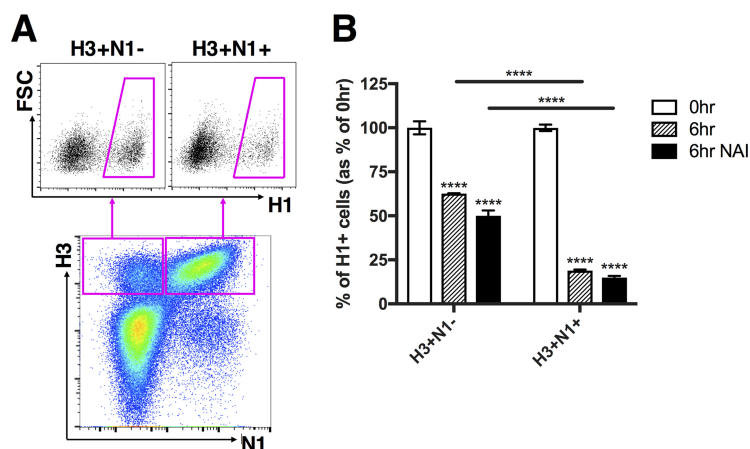 A
H3+N1-
H3+N1+
FSC
H1
H3
N1
B
% of H1+ cells (as % of 0hr)
125
100
75
50
25
0
****
****
****
****
****
****
H3+N1-
H3+N1+
0hr
6hr
6hr NAI